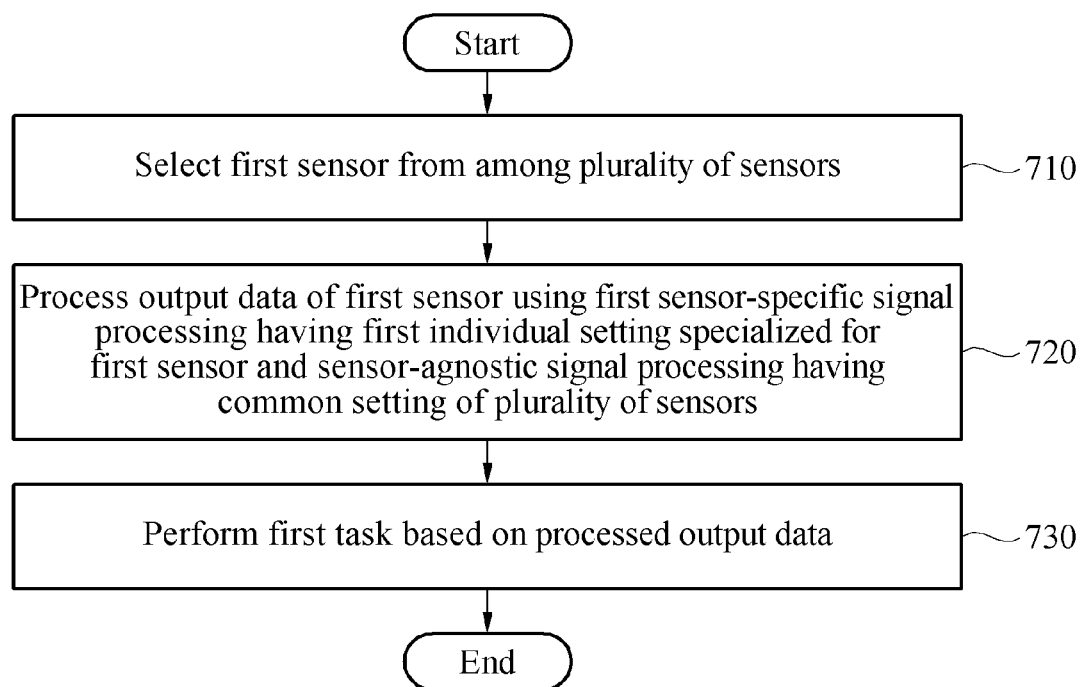 Start
Select first sensor from among plurality of sensors
710
Process output data of first sensor using first sensor-specific signal
processing having first individual setting specialized for
first sensor and sensor-agnostic signal processing having
common setting of plurality of sensors
720
Perform first task based on processed output data
730
End